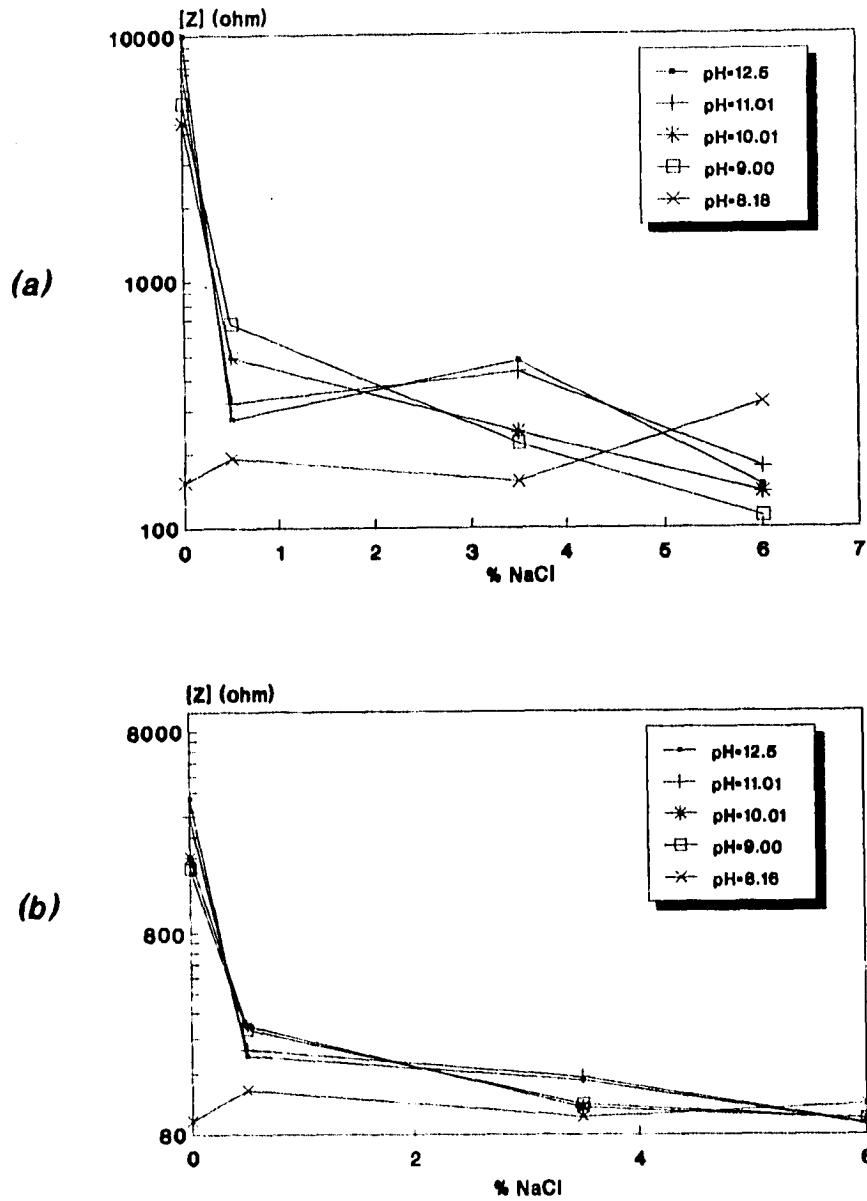 [Z] (ohm)
10000
1000
100
0 1 2 3 4 5 6 7
% NaCl
pH=12.5
pH=11.01
pH=10.01
pH=9.00
pH=8.18
(a)
[Z] (ohm)
8000
800
80
0 2 4 6
% NaCl
pH=12.5
pH=11.01
pH=10.01
pH=9.00
pH=8.16
(b)